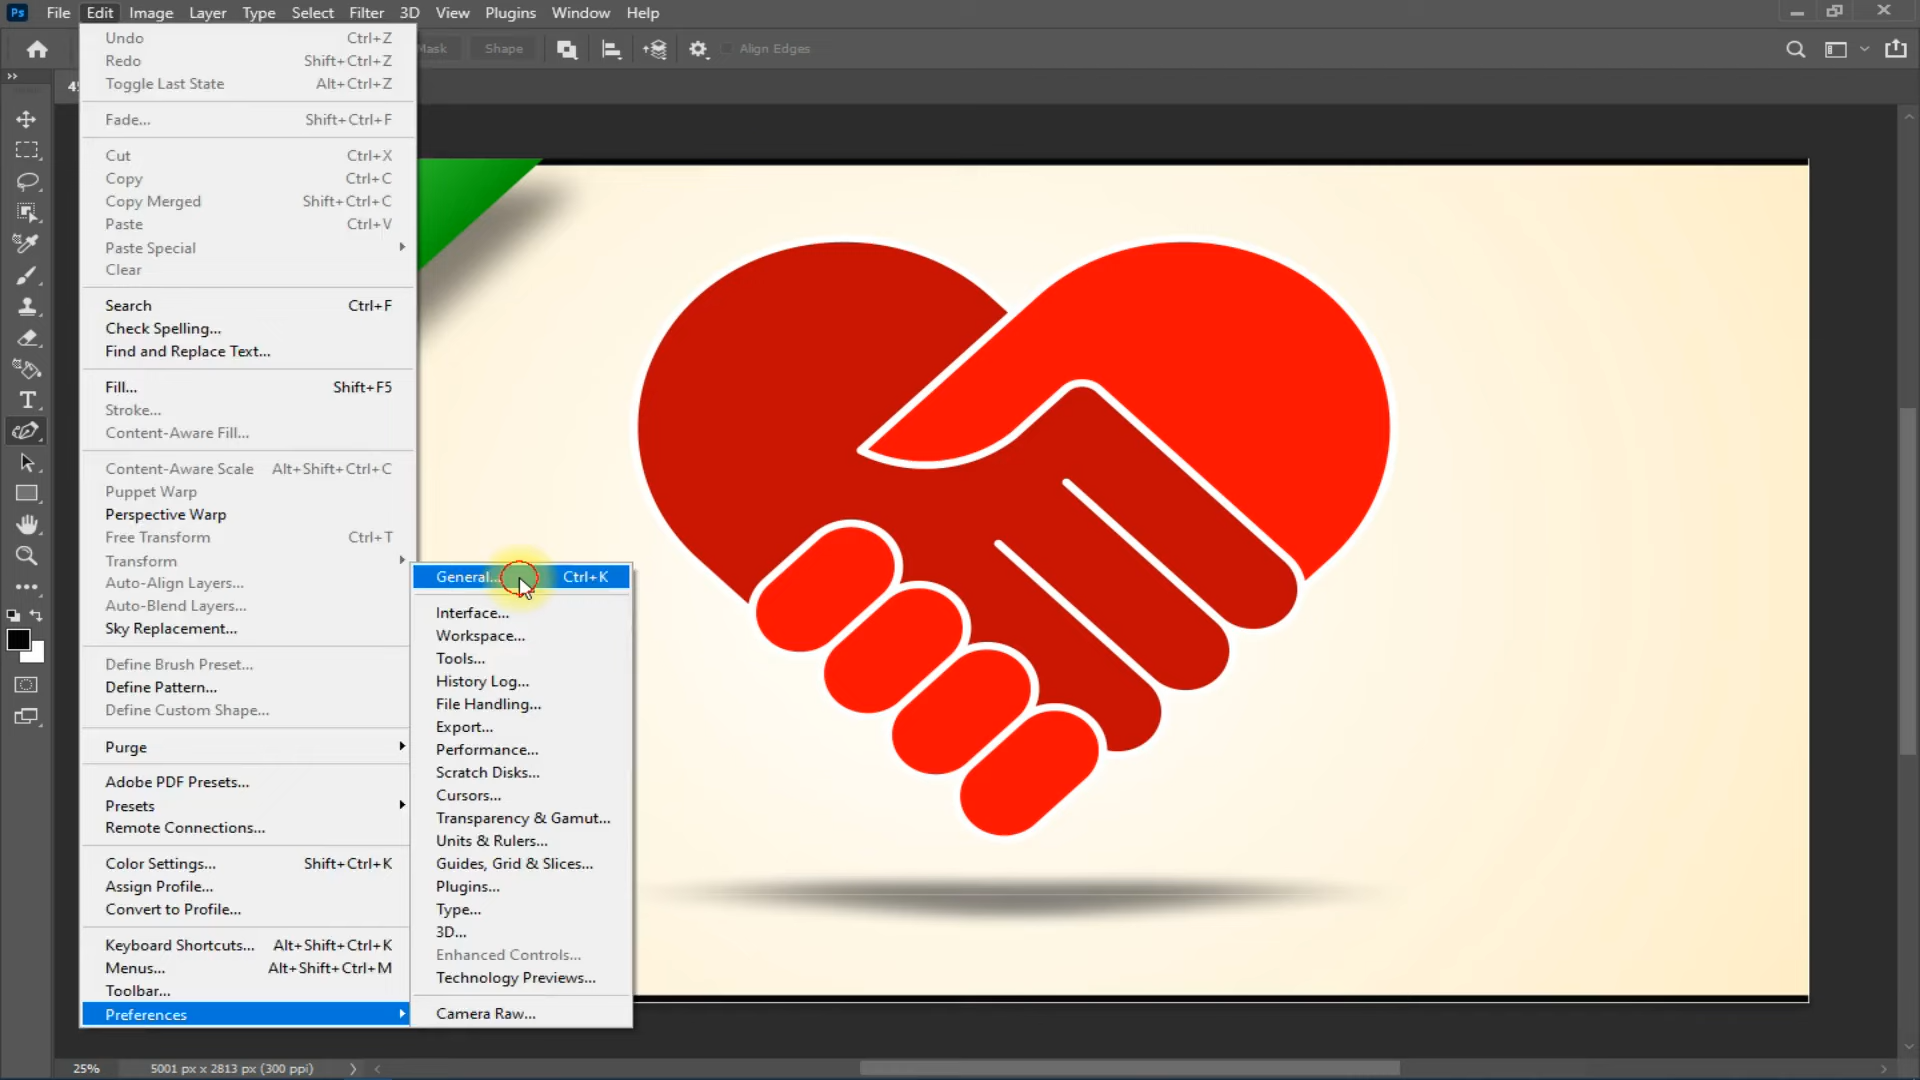 Ps File Edit Image Layer Type Select Filter 3D View Plugins Window Help
Mask Shape Align Edges
Undo Ctrl+Z
Redo Shift+Ctrl+Z
Toggle Last State Alt+Ctrl+Z
Fade... Shift+Ctrl+F
Cut Ctrl+X
Copy Ctrl+C
Copy Merged Shift+Ctrl+C
Paste Ctrl+V
Paste Special
Clear
Search Ctrl+F
Check Spelling...
Find and Replace Text...
Fill... Shift+F5
Stroke...
Content-Aware Fill...
Content-Aware Scale Alt+Shift+Ctrl+C
Puppet Warp
Perspective Warp
Free Transform Ctrl+T
Transform
Auto-Align Layers...
Auto-Blend Layers...
Sky Replacement...
Define Brush Preset...
Define Pattern...
Define Custom Shape...
Purge
Adobe PDF Presets...
Presets
Remote Connections...
Color Settings... Shift+Ctrl+K
Assign Profile...
Convert to Profile...
Keyboard Shortcuts... Alt+Shift+Ctrl+K
Menus... Alt+Shift+Ctrl+M
Toolbar...
Preferences
General... Ctrl+K
Interface...
Workspace...
Tools...
History Log...
File Handling...
Export...
Performance...
Scratch Disks...
Cursors...
Transparency & Gamut...
Units & Rulers...
Guides, Grid & Slices...
Plugins...
Type...
3D...
Enhanced Controls...
Technology Previews...
Camera Raw...
25% 5001 px x 2813 px (300 ppi)